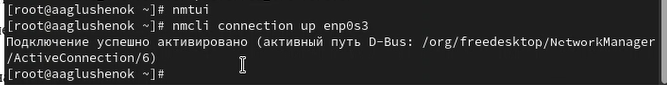 [root@aaglushenok ~]# nmtui
[root@aaglushenok ~]# nmcli connection up enp0s3
Подключение успешно активировано (активный путь D-Bus: /org/freedesktop/NetworkManager
/ActiveConnection/6)
[root@aaglushenok ~]#